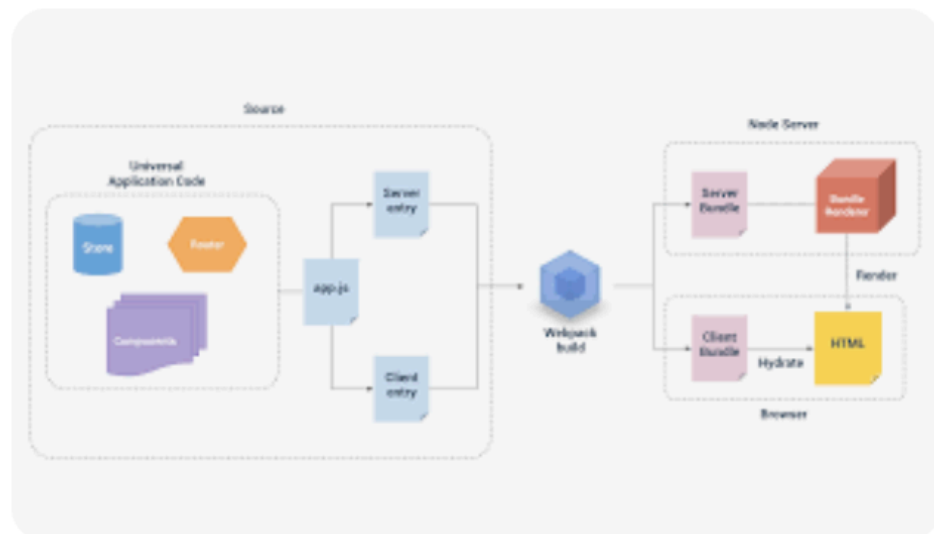 Source
Node Server
Universal
Application Code
Server
entry
Server
Bundle
Bundle
Renderer
Store
Router
Render
app.js
Webpack
build
Components
Client
entry
Client
Bundle
Hydrate
HTML
Browser